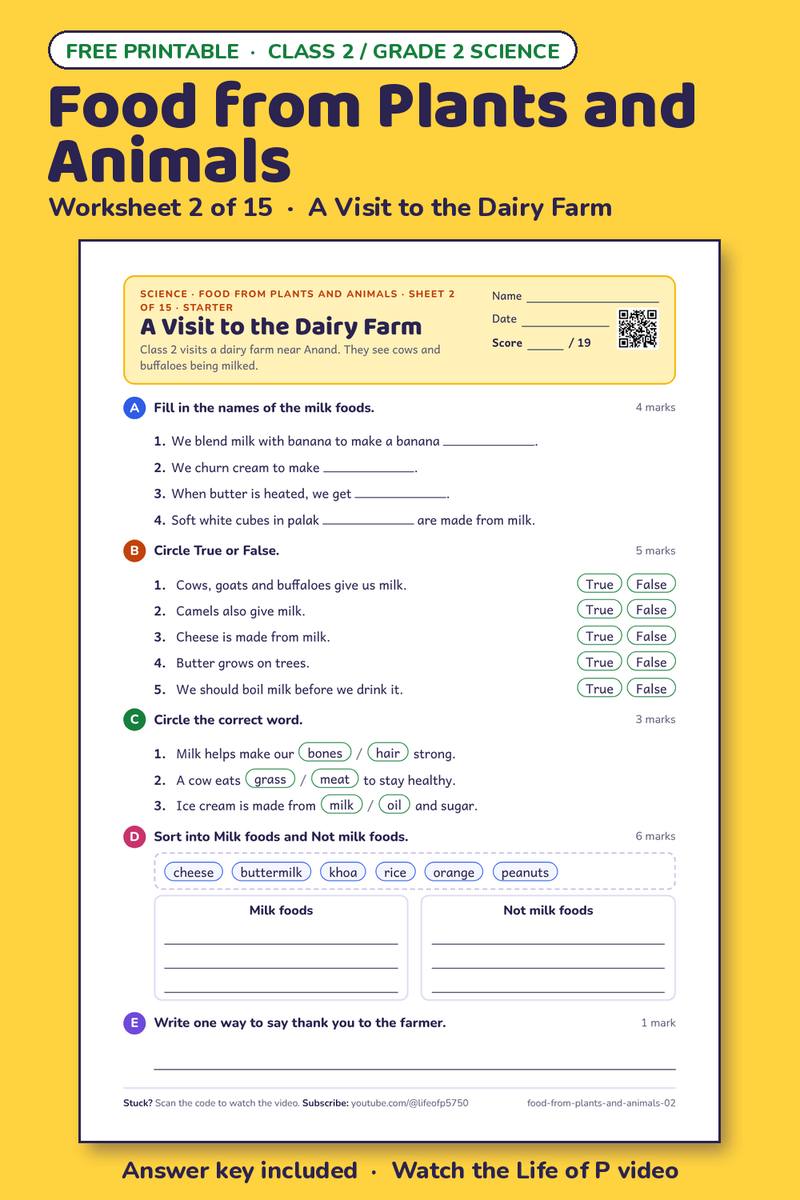 FREE PRINTABLE · CLASS 2 / GRADE 2 SCIENCE
Food from Plants and
Animals
Worksheet 2 of 15 · A Visit to the Dairy Farm
SCIENCE · FOOD FROM PLANTS AND ANIMALS · SHEET 2
OF 15 · STARTER
A Visit to the Dairy Farm
Class 2 visits a dairy farm near Anand. They see cows and
buffaloes being milked.
Name ____________
Date ____________
Score ______ / 19
A Fill in the names of the milk foods. 4 marks
1. We blend milk with banana to make a banana ____________.
2. We churn cream to make ____________.
3. When butter is heated, we get ____________.
4. Soft white cubes in palak ____________ are made from milk.
B Circle True or False. 5 marks
1. Cows, goats and buffaloes give us milk. True False
2. Camels also give milk. True False
3. Cheese is made from milk. True False
4. Butter grows on trees. True False
5. We should boil milk before we drink it. True False
C Circle the correct word. 3 marks
1. Milk helps make our bones / hair strong.
2. A cow eats grass / meat to stay healthy.
3. Ice cream is made from milk / oil and sugar.
D Sort into Milk foods and Not milk foods. 6 marks
cheese buttermilk khoa rice orange peanuts
Milk foods Not milk foods
E Write one way to say thank you to the farmer. 1 mark
Stuck? Scan the code to watch the video. Subscribe: youtube.com/@lifeofp5750 food-from-plants-and-animals-02
Answer key included · Watch the Life of P video